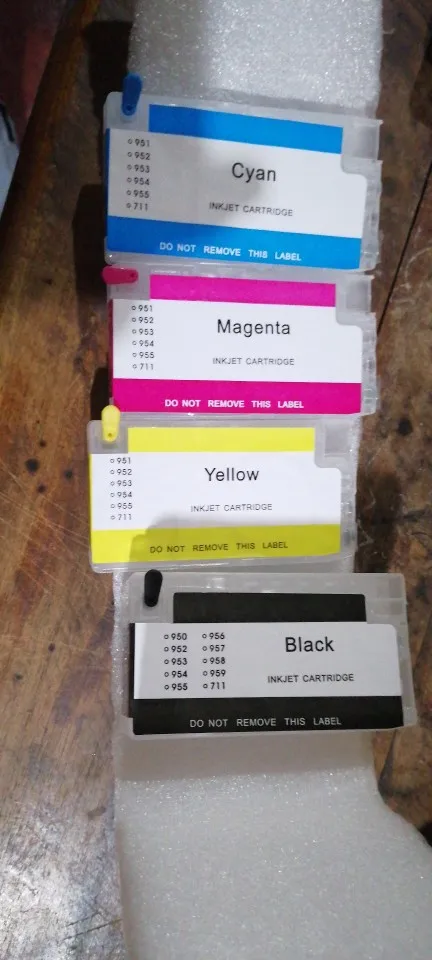 ○ 951
○ 952
○ 953
○ 954
○ 955
○ 711
Cyan
INKJET CARTRIDGE
DO NOT REMOVE THIS LABEL
○ 951
○ 952
○ 953
○ 954
○ 955
○ 711
Magenta
INKJET CARTRIDGE
DO NOT REMOVE THIS LABEL
○ 951
○ 952
○ 953
○ 954
○ 955
○ 711
Yellow
INKJET CARTRIDGE
DO NOT REMOVE THIS LABEL
○ 950 ○ 956
○ 952 ○ 957
○ 953 ○ 958
○ 954 ○ 959
○ 955 ○ 711
Black
INKJET CARTRIDGE
DO NOT REMOVE THIS LABEL